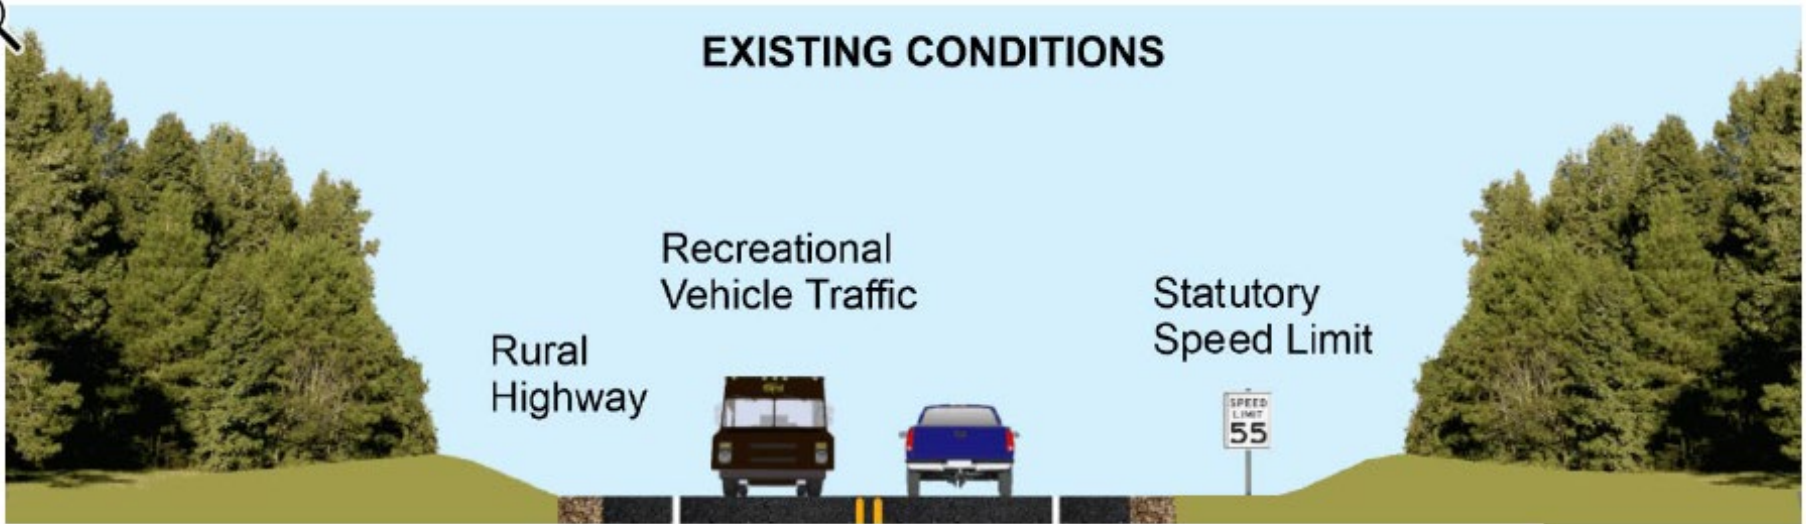 EXISTING CONDITIONS
Recreational
Vehicle Traffic
Statutory
Speed Limit
Rural
Highway
SPEED
LIMIT
55